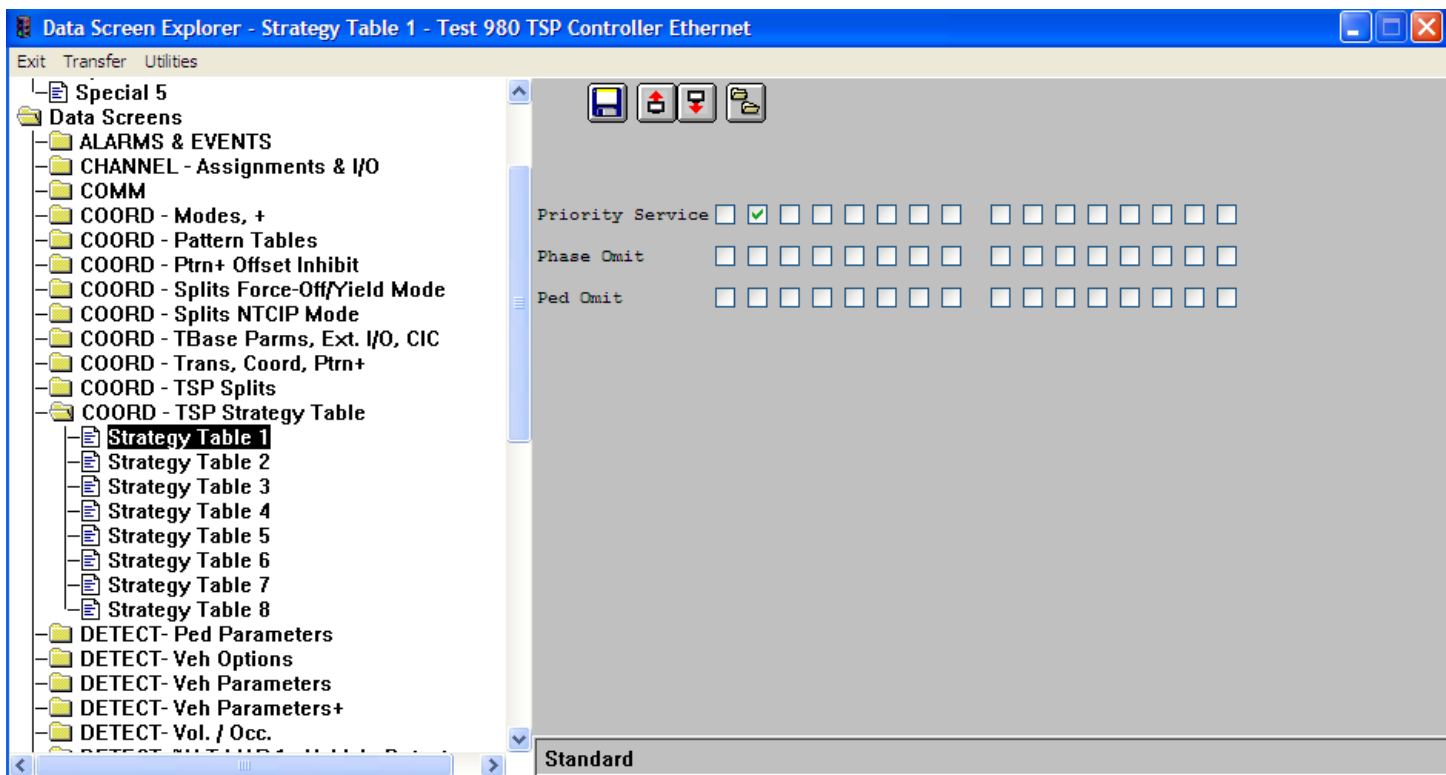 Data Screen Explorer - Strategy Table 1 - Test 980 TSP Controller Ethernet
Exit Transfer Utilities
Special 5
Data Screens
ALARMS & EVENTS
CHANNEL - Assignments & I/O
COMM
COORD - Modes, +
COORD - Pattern Tables
COORD - Ptrn+ Offset Inhibit
COORD - Splits Force-Off/Yield Mode
COORD - Splits NTCIP Mode
COORD - TBase Parms, Ext. I/O, CIC
COORD - Trans, Coord, Ptrn+
COORD - TSP Splits
COORD - TSP Strategy Table
Strategy Table 1
Strategy Table 2
Strategy Table 3
Strategy Table 4
Strategy Table 5
Strategy Table 6
Strategy Table 7
Strategy Table 8
DETECT- Ped Parameters
DETECT- Veh Options
DETECT- Veh Parameters
DETECT- Veh Parameters+
DETECT- Vol. / Occ.
Priority Service
Phase Omit
Ped Omit
Standard